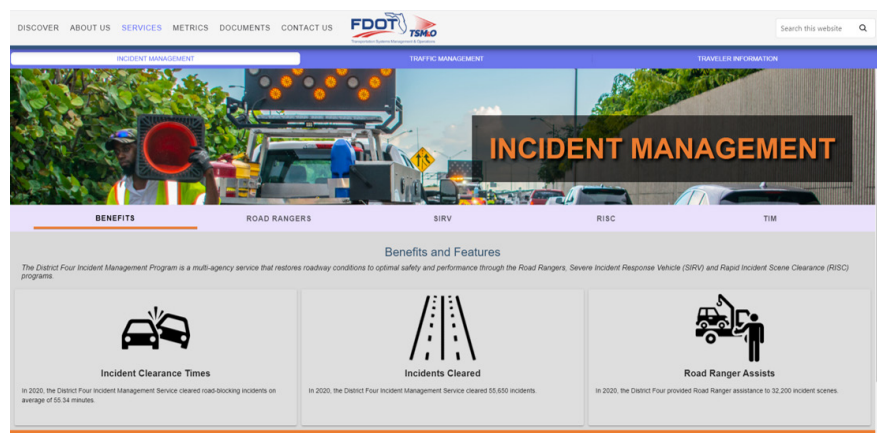 DISCOVER ABOUT US SERVICES METRICS DOCUMENTS CONTACT US
FDOT TSM&O
Transportation Systems Management & Operations
Search this website
INCIDENT MANAGEMENT TRAFFIC MANAGEMENT TRAVELER INFORMATION
INCIDENT MANAGEMENT
BENEFITS ROAD RANGERS SIRV RISC TIM
Benefits and Features
The District Four Incident Management Program is a multi-agency service that restores roadway conditions to optimal safety and performance through the Road Rangers, Severe Incident Response Vehicle (SIRV) and Rapid Incident Scene Clearance (RISC)
programs.
Incident Clearance Times
In 2020, the District Four Incident Management Service cleared road-blocking incidents on
average of 55.34 minutes.
Incidents Cleared
In 2020, the District Four Incident Management Service cleared 55,650 incidents.
Road Ranger Assists
In 2020, the District Four provided Road Ranger assistance to 32,200 incident scenes.